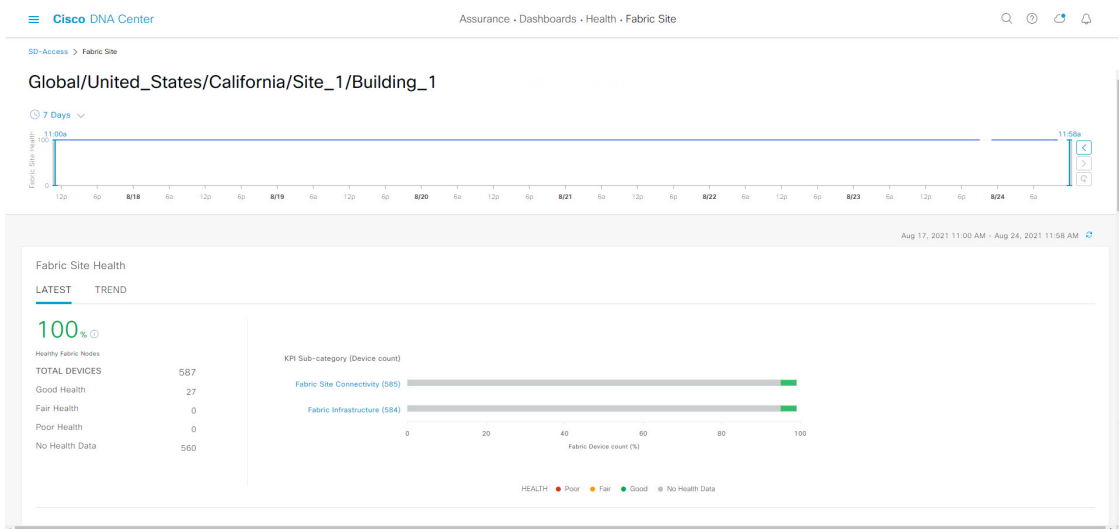 Cisco DNA Center
Assurance • Dashboards • Health • Fabric Site
SD-Access > Fabric Site
Global/United_States/California/Site_1/Building_1
7 Days
Fabric Site Health
100
0
11:00a
11:58a
12p 6p 8/18 6a 12p 6p 8/19 6a 12p 6p 8/20 6a 12p 6p 8/21 6a 12p 6p 8/22 6a 12p 6p 8/23 6a 12p 6p 8/24 6a
Aug 17, 2021 11:00 AM - Aug 24, 2021 11:58 AM
Fabric Site Health
LATEST TREND
100%
Healthy Fabric Nodes
TOTAL DEVICES 587
Good Health 27
Fair Health 0
Poor Health 0
No Health Data 560
KPI Sub-category (Device count)
Fabric Site Connectivity (585)
Fabric Infrastructure (584)
0 20 40 60 80 100
Fabric Device count (%)
HEALTH Poor Fair Good No Health Data